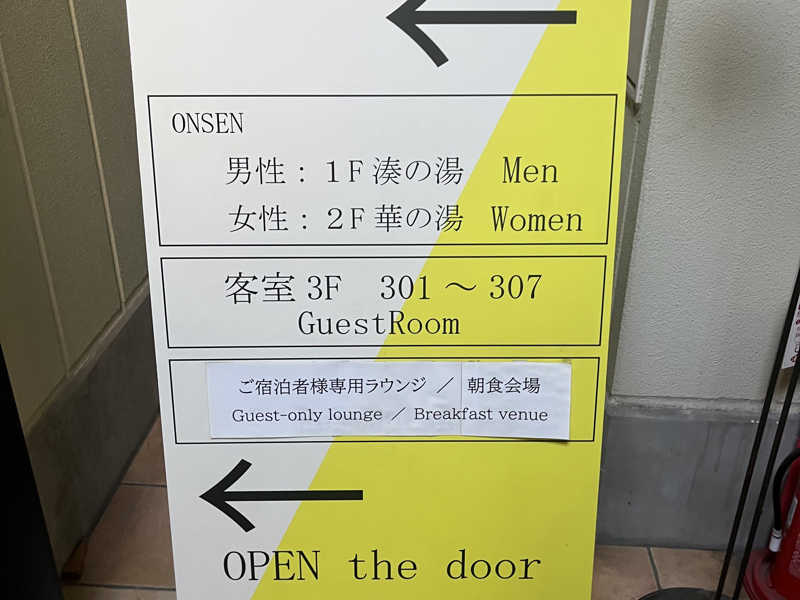 ONSEN
男性：１F 湊の湯 Men
女性：２F 華の湯 Women
客室 3F 301 ～ 307
GuestRoom
ご宿泊者様専用ラウンジ ／ 朝食会場
Guest-only lounge ／ Breakfast venue
OPEN the door